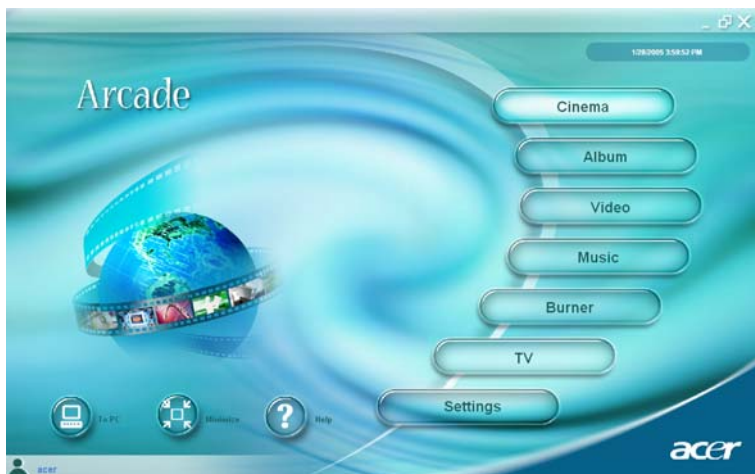 1/28/2005 3:59:52 PM
Arcade
Cinema
Album
Video
Music
Burner
TV
Settings
To PC
Minimize
Help
acer
acer